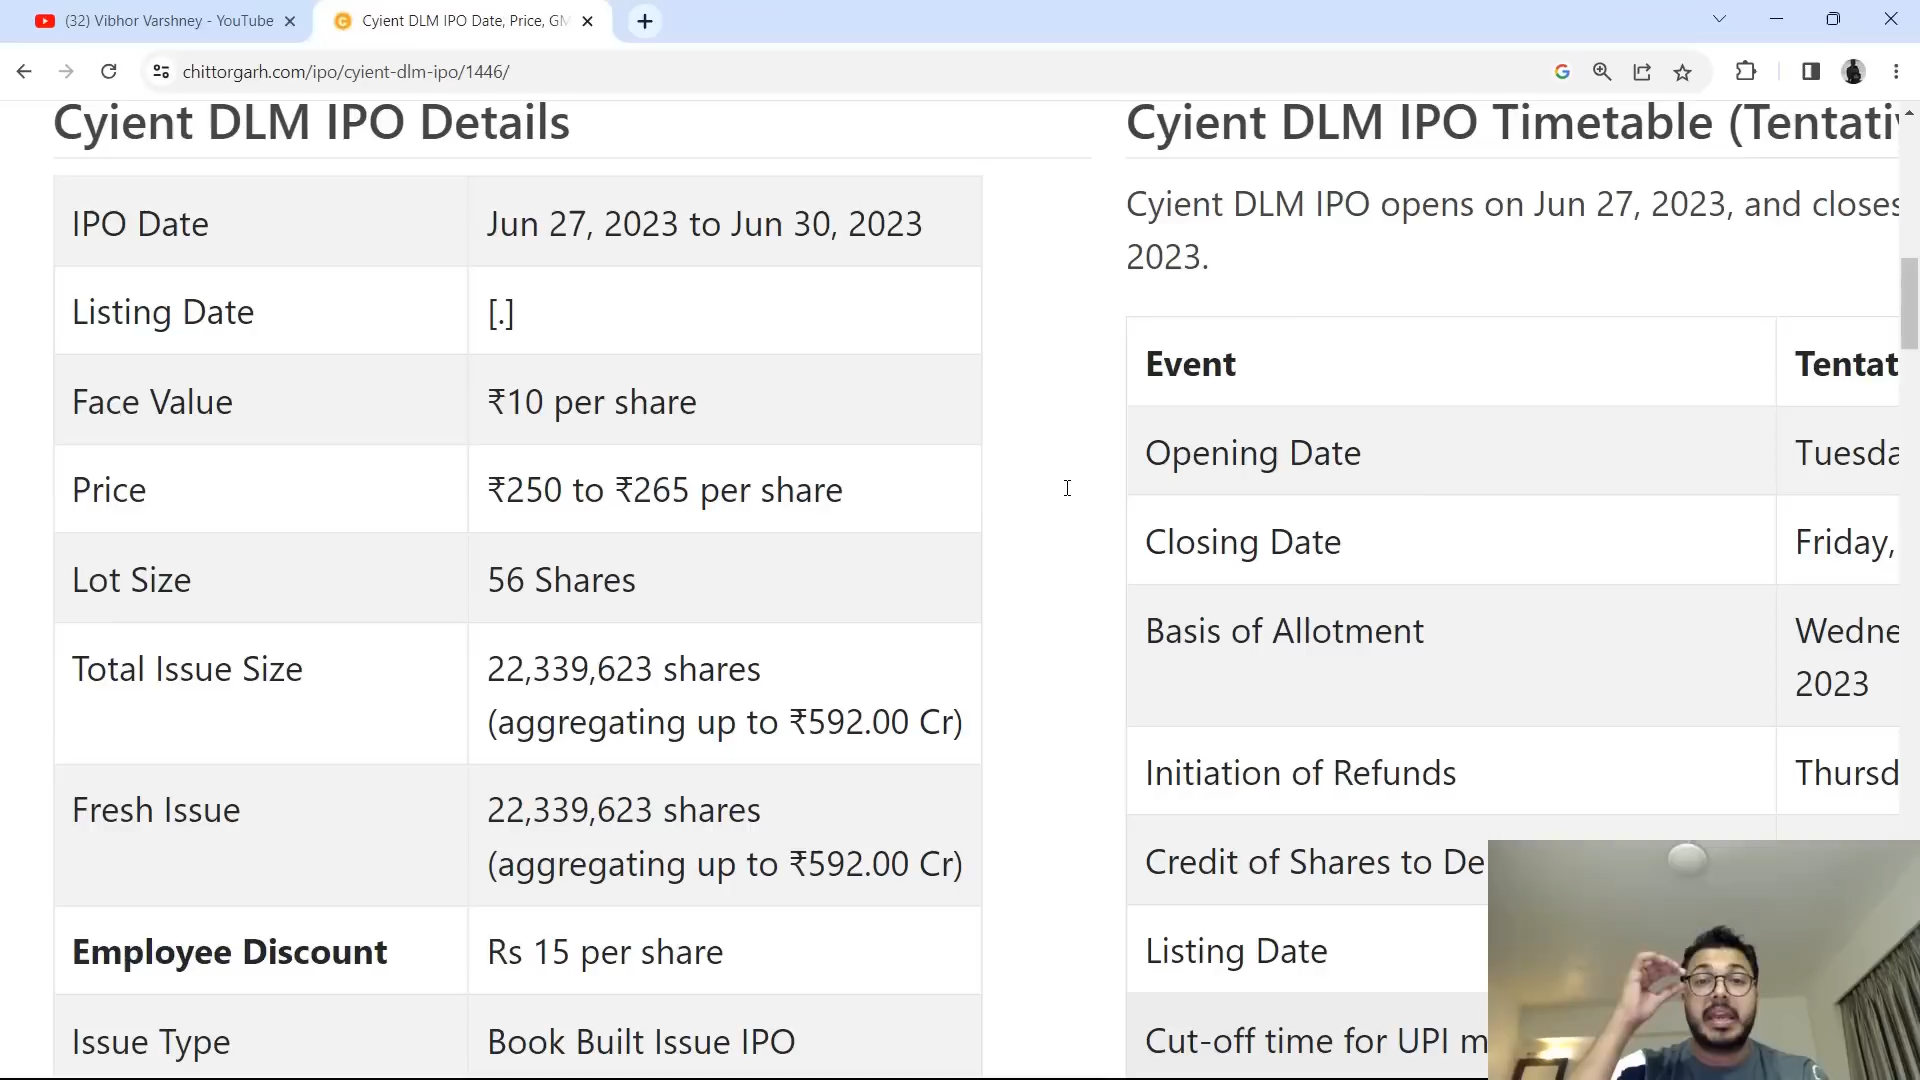 (32) Vibhor Varshney - YouTube
Cyient DLM IPO Date, Price, GM
chittorgarh.com/ipo/cyient-dlm-ipo/1446/
Cyient DLM IPO Details
IPO Date
Jun 27, 2023 to Jun 30, 2023
Listing Date
[.]
Face Value
₹10 per share
Price
₹250 to ₹265 per share
Lot Size
56 Shares
Total Issue Size
22,339,623 shares
(aggregating up to ₹592.00 Cr)
Fresh Issue
22,339,623 shares
(aggregating up to ₹592.00 Cr)
Employee Discount
Rs 15 per share
Issue Type
Book Built Issue IPO
Cyient DLM IPO Timetable (Tentati
Cyient DLM IPO opens on Jun 27, 2023, and closes
2023.
Event
Tentat
Opening Date
Tuesda
Closing Date
Friday,
Basis of Allotment
Wedne
2023
Initiation of Refunds
Thursd
Credit of Shares to De
Listing Date
Cut-off time for UPI m